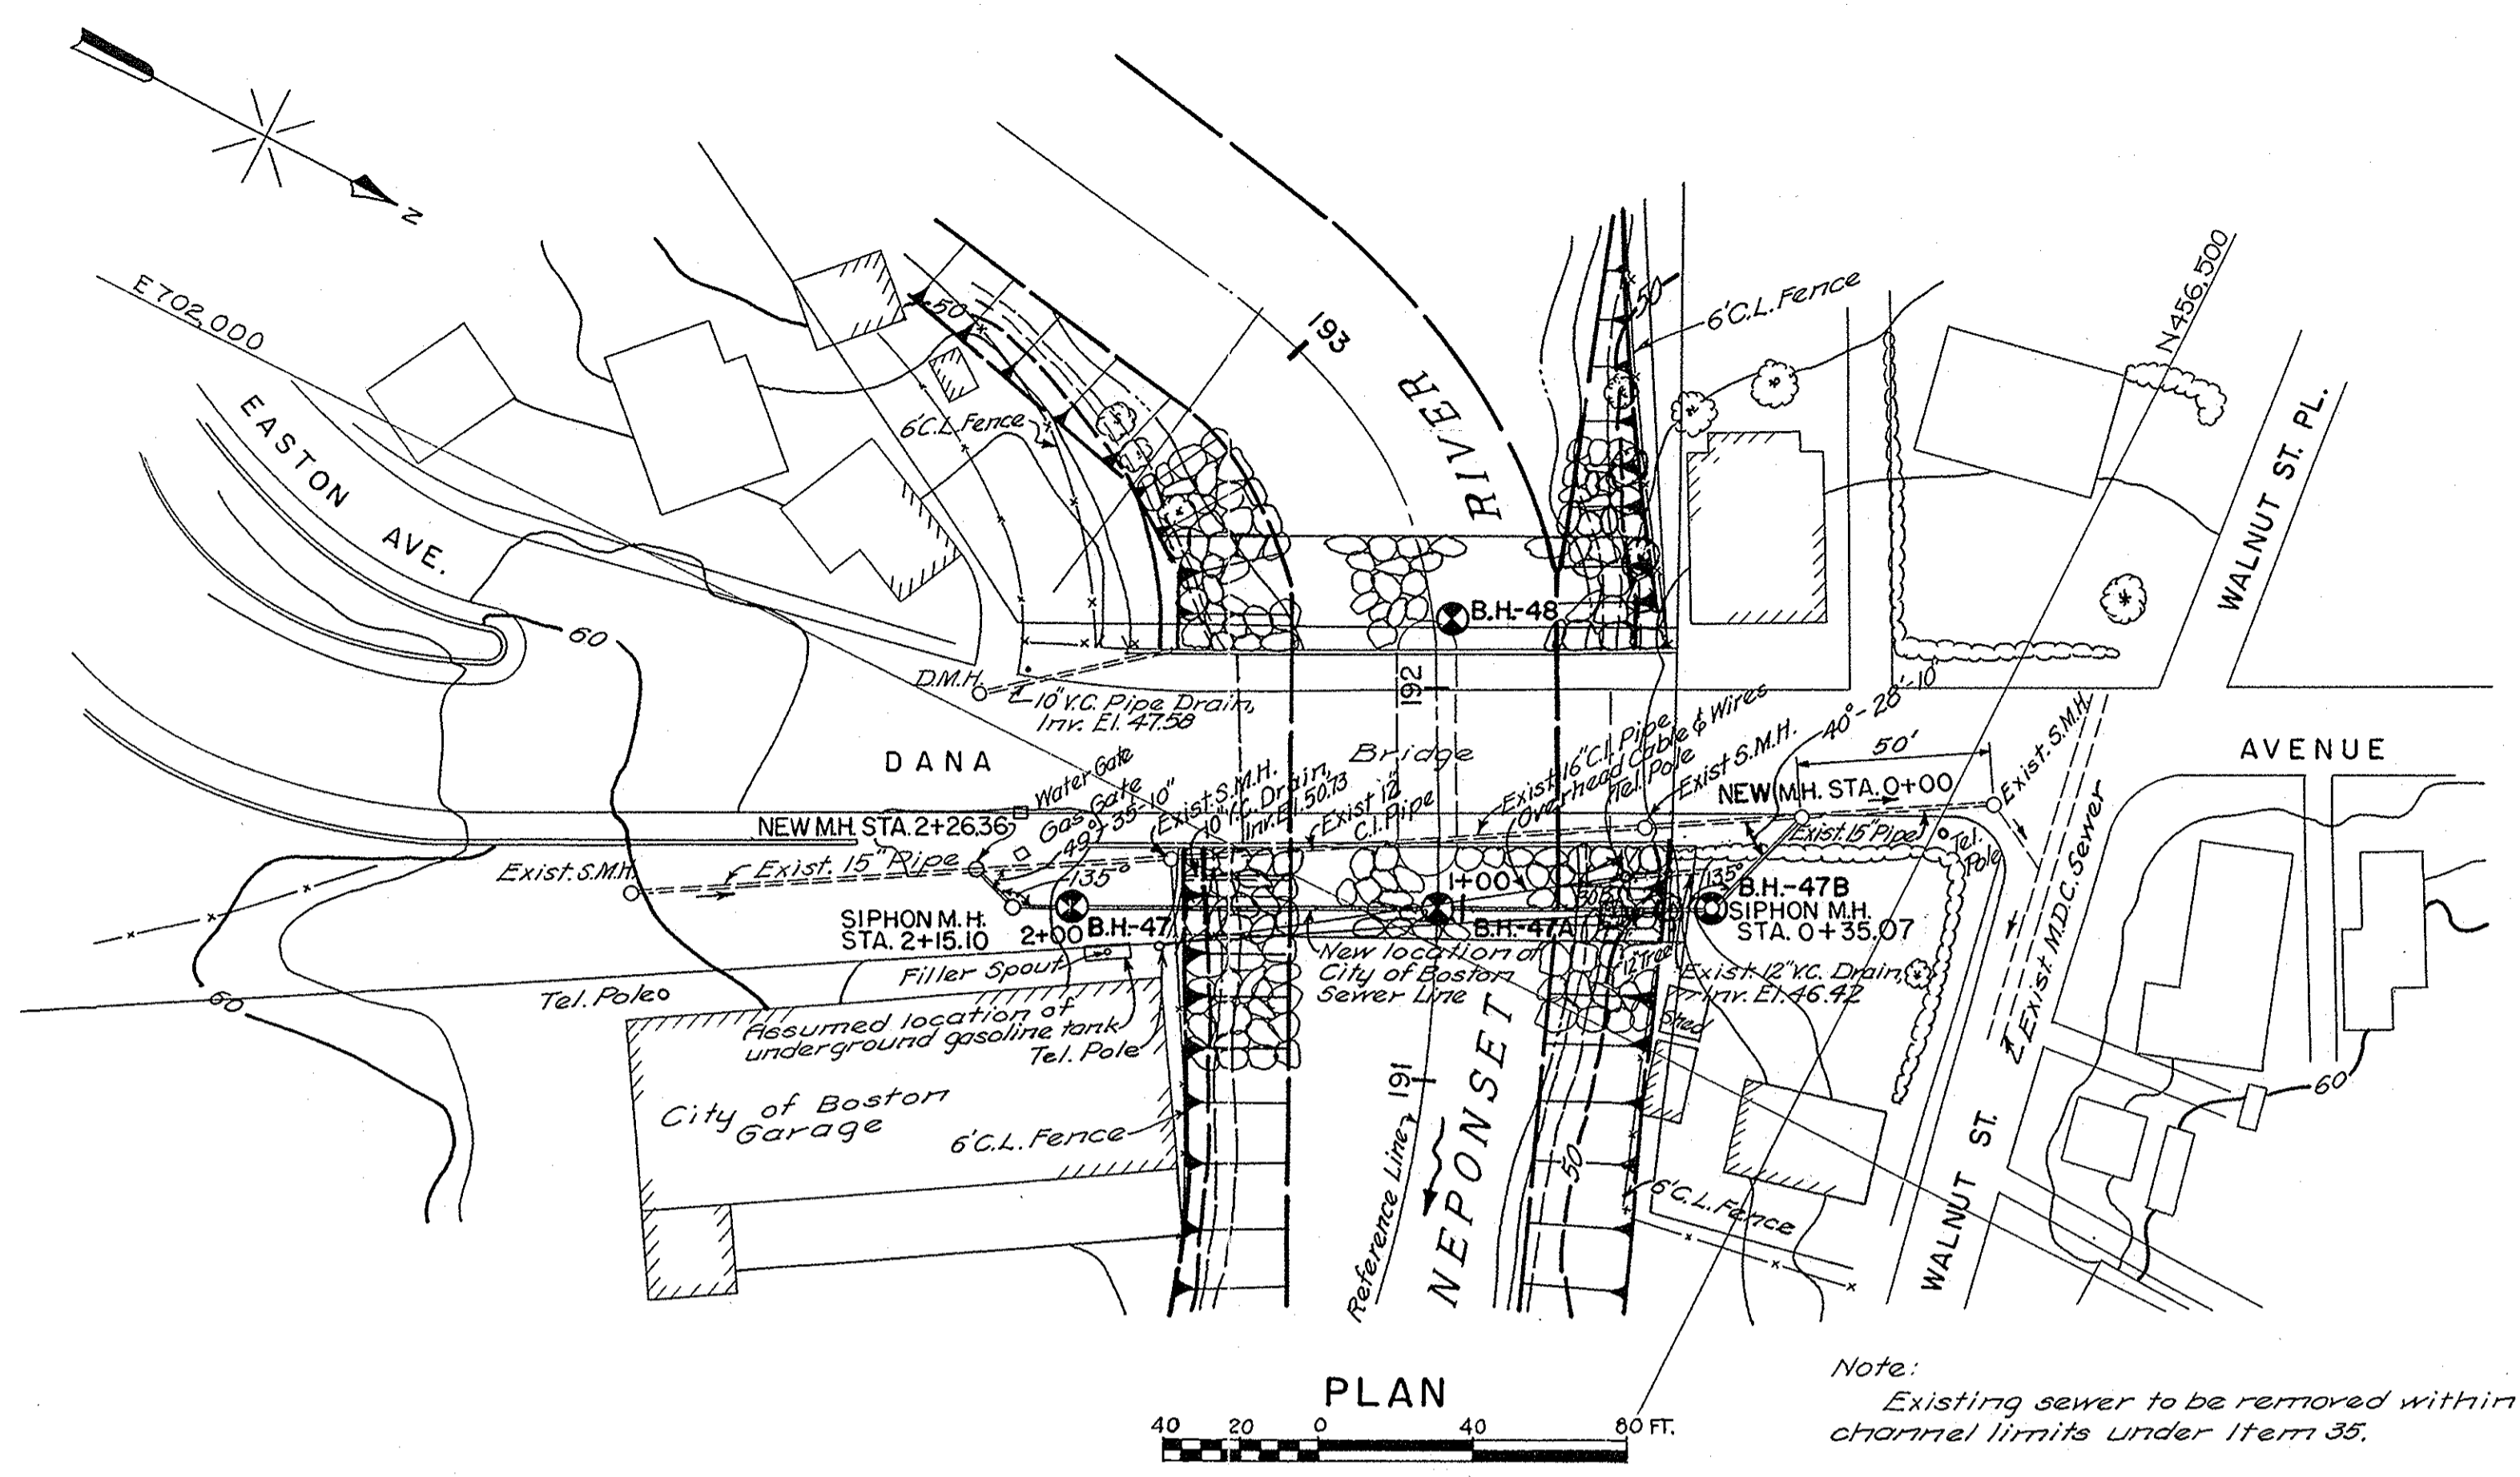 N
E 702,000
EASTON
AVE.
60
50
193
RIVER
50
6' C.L. Fence
6' C.L. Fence
N 456,500
WALNUT ST. PL.
B.H.-48
D.M.H.
10" V.C. Pipe Drain,
Inv. El. 47.58
192
Bridge
DANA
AVENUE
Water Gate
Gas Gate
49°-35'-10"
Exist. S.M.H.
10" V.C. Drain,
Inv. El. 50.73
Exist 12"
C.I. Pipe
Exist. 16" C.I. Pipe
Overhead Cable & Wires
Tel. Pole
Exist S.M.H.
40°-28'-10"
50'
Exist. S.M.H.
NEW M.H. STA. 0+00
NEW M.H. STA. 2+26.36
Exist. 15" Pipe
Tel.
Pole
Exist. S.M.H.
Exist. 15" Pipe
135°
135°
1+00
B.H.-47B
SIPHON M.H.
STA. 0+35.07
SIPHON M.H.
STA. 2+15.10
2+00
B.H.-47
B.H.-47A
50
Filler Spout
New location of
City of Boston
Sewer Line
12" Tree
Exist. 12" V.C. Drain,
Inv. El. 46.42
Exist. M.D.C. Sewer
60
Tel. Pole
Assumed location of
underground gasoline tank
Tel. Pole
Shed
City of Boston
Garage
6' C.L. Fence
191
Reference Line
NEPONSET
50
6' C.L. Fence
WALNUT ST.
60
PLAN
40 20 0 40 80 FT.
Note:
Existing sewer to be removed within
channel limits under Item 35.